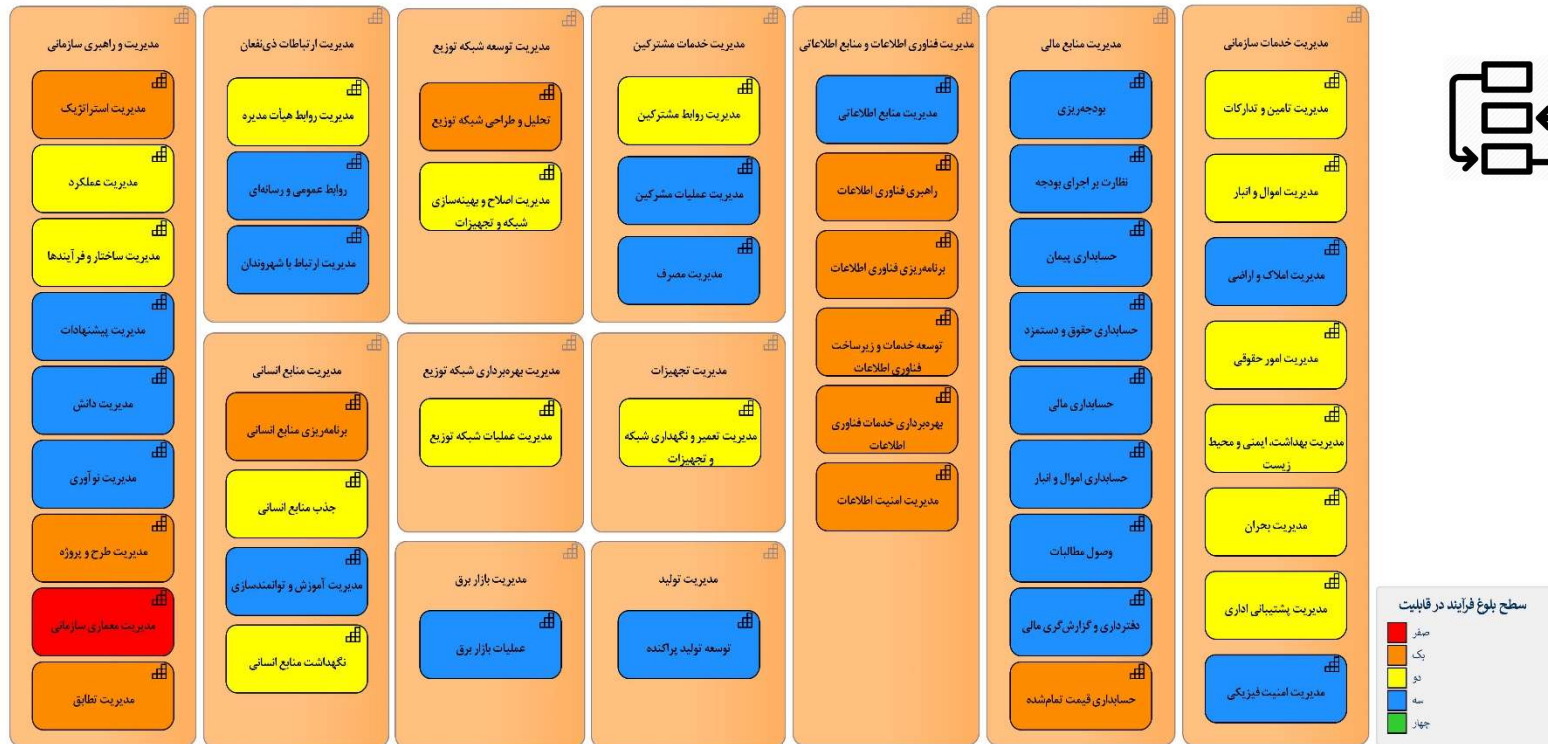 مدیریت خدمات سازمانی
مدیریت تامین و تدارکات
مدیریت اموال و انبار
مدیریت املاک و اراضی
مدیریت امور حقوقی
مدیریت بهداشت، ایمنی و محیط
زیست
مدیریت بحران
مدیریت پشتیبانی اداری
مدیریت امنیت فیزیکی
مدیریت منابع مالی
بودجه‌ریزی
نظارت بر اجرای بودجه
حسابداری پیمان
حسابداری حقوق و دستمزد
حسابداری مالی
حسابداری اموال و انبار
وصول مطالبات
دفترداری و گزارش‌گری مالی
حسابداری قیمت تمام‌شده
مدیریت فناوری اطلاعات و منابع اطلاعاتی
مدیریت منابع اطلاعاتی
راهبری فناوری اطلاعات
برنامه‌ریزی فناوری اطلاعات
توسعه خدمات و زیرساخت
فناوری اطلاعات
بهره‌برداری خدمات فناوری
اطلاعات
مدیریت امنیت اطلاعات
مدیریت خدمات مشترکین
مدیریت روابط مشترکین
مدیریت عملیات مشرکین
مدیریت مصرف
مدیریت توسعه شبکه توزیع
تحلیل و طراحی شبکه توزیع
مدیریت اصلاح و بهینه‌سازی
شبکه و تجهیزات
مدیریت ارتباطات ذی‌نفعان
مدیریت روابط هیأت مدیره
روابط عمومی و رسانه‌ای
مدیریت ارتباط با شهروندان
مدیریت و راهبری سازمانی
مدیریت استراتژیک
مدیریت عملکرد
مدیریت ساختار و فرآیندها
مدیریت پیشنهادات
مدیریت دانش
مدیریت نوآوری
مدیریت طرح و پروژه
مدیریت معماری سازمانی
مدیریت تطابق
مدیریت تجهیزات
مدیریت تعمیر و نگهداری شبکه
و تجهیزات
مدیریت بهره‌برداری شبکه توزیع
مدیریت عملیات شبکه توزیع
مدیریت منابع انسانی
برنامه‌ریزی منابع انسانی
جذب منابع انسانی
مدیریت آموزش و توانمندسازی
نگهداشت منابع انسانی
مدیریت تولید
توسعه تولید پراکنده
مدیریت بازار برق
عملیات بازار برق
سطح بلوغ فرآیند در قابلیت
صفر
یک
دو
سه
چهار